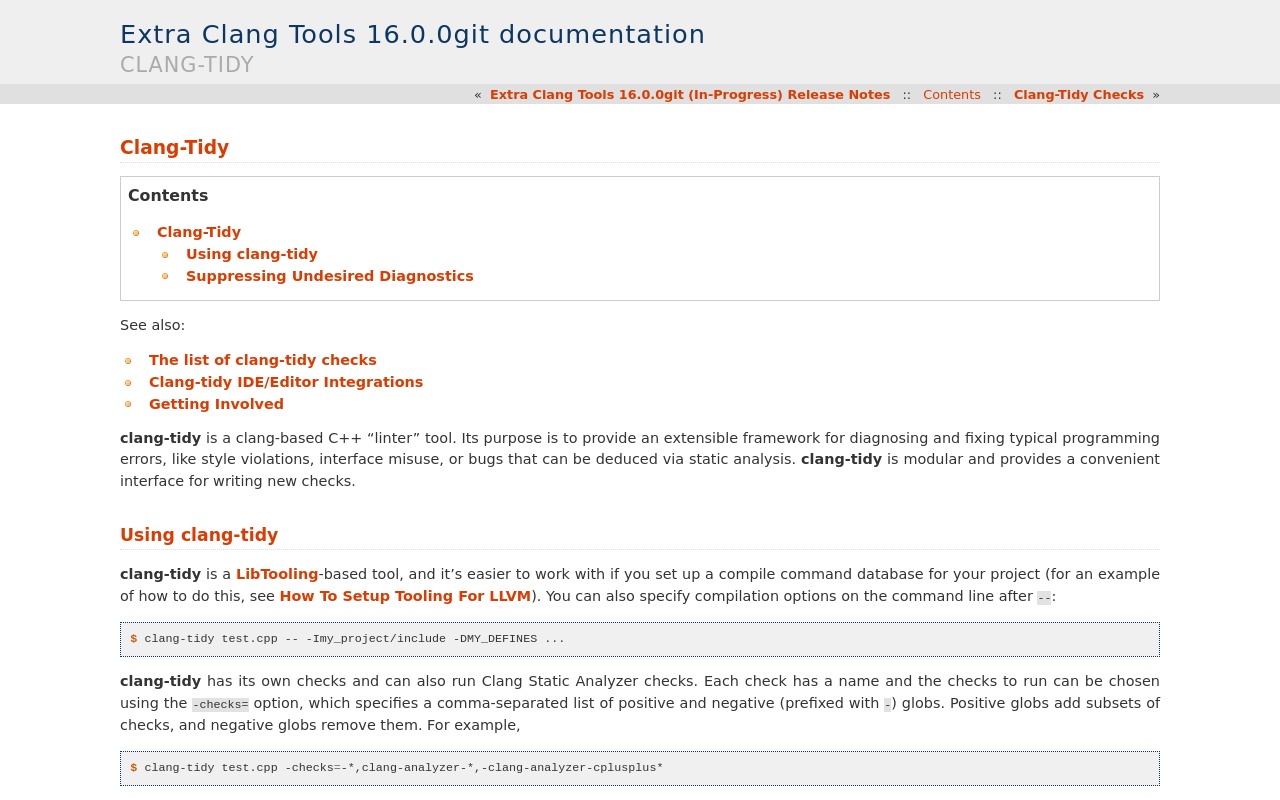 Extra Clang Tools 16.0.0git documentation
CLANG-TIDY
« Extra Clang Tools 16.0.0git (In-Progress) Release Notes :: Contents :: Clang-Tidy Checks »
Clang-Tidy
Contents
Clang-Tidy
Using clang-tidy
Suppressing Undesired Diagnostics
See also:
The list of clang-tidy checks
Clang-tidy IDE/Editor Integrations
Getting Involved
clang-tidy is a clang-based C++ “linter” tool. Its purpose is to provide an extensible framework for diagnosing and fixing typical programming
errors, like style violations, interface misuse, or bugs that can be deduced via static analysis. clang-tidy is modular and provides a convenient
interface for writing new checks.
Using clang-tidy
clang-tidy is a LibTooling-based tool, and it’s easier to work with if you set up a compile command database for your project (for an example
of how to do this, see How To Setup Tooling For LLVM). You can also specify compilation options on the command line after --:
$ clang-tidy test.cpp -- -Imy_project/include -DMY_DEFINES ...
clang-tidy has its own checks and can also run Clang Static Analyzer checks. Each check has a name and the checks to run can be chosen
using the -checks= option, which specifies a comma-separated list of positive and negative (prefixed with -) globs. Positive globs add subsets of
checks, and negative globs remove them. For example,
$ clang-tidy test.cpp -checks=-*,clang-analyzer-*,-clang-analyzer-cplusplus*